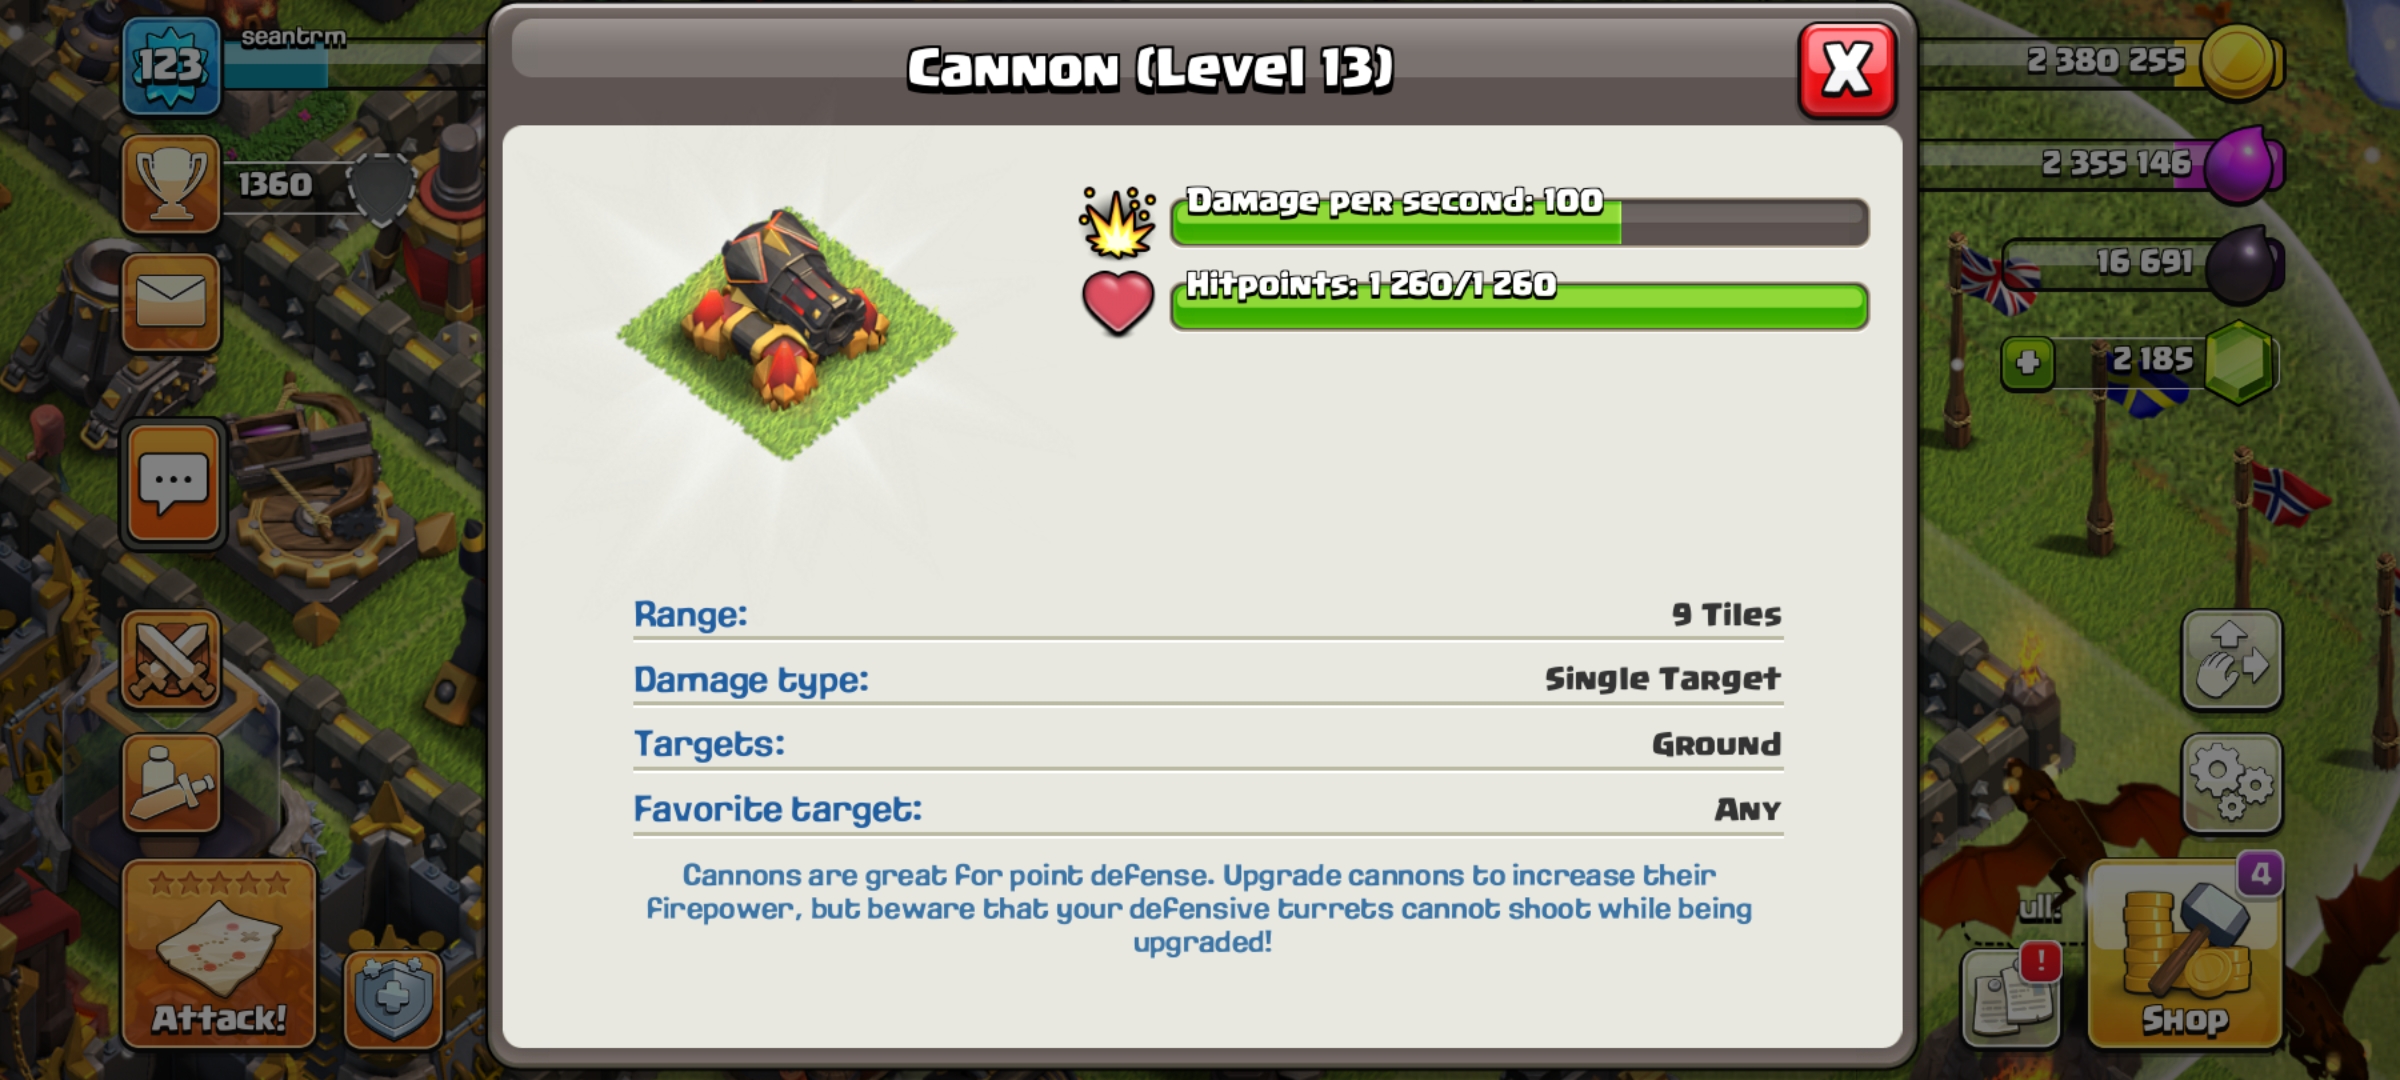 123
seantrm
Cannon (Level 13)
X
2 380 255
1360
2 355 146
16 691
2 185
Damage per second: 100
Hitpoints: 1 260/1 260
Range: 9 Tiles
Damage type: Single Target
Targets: Ground
Favorite target: Any
Cannons are great for point defense. Upgrade cannons to increase their
firepower, but beware that your defensive turrets cannot shoot while being
upgraded!
Attack!
ull!
!
4
Shop